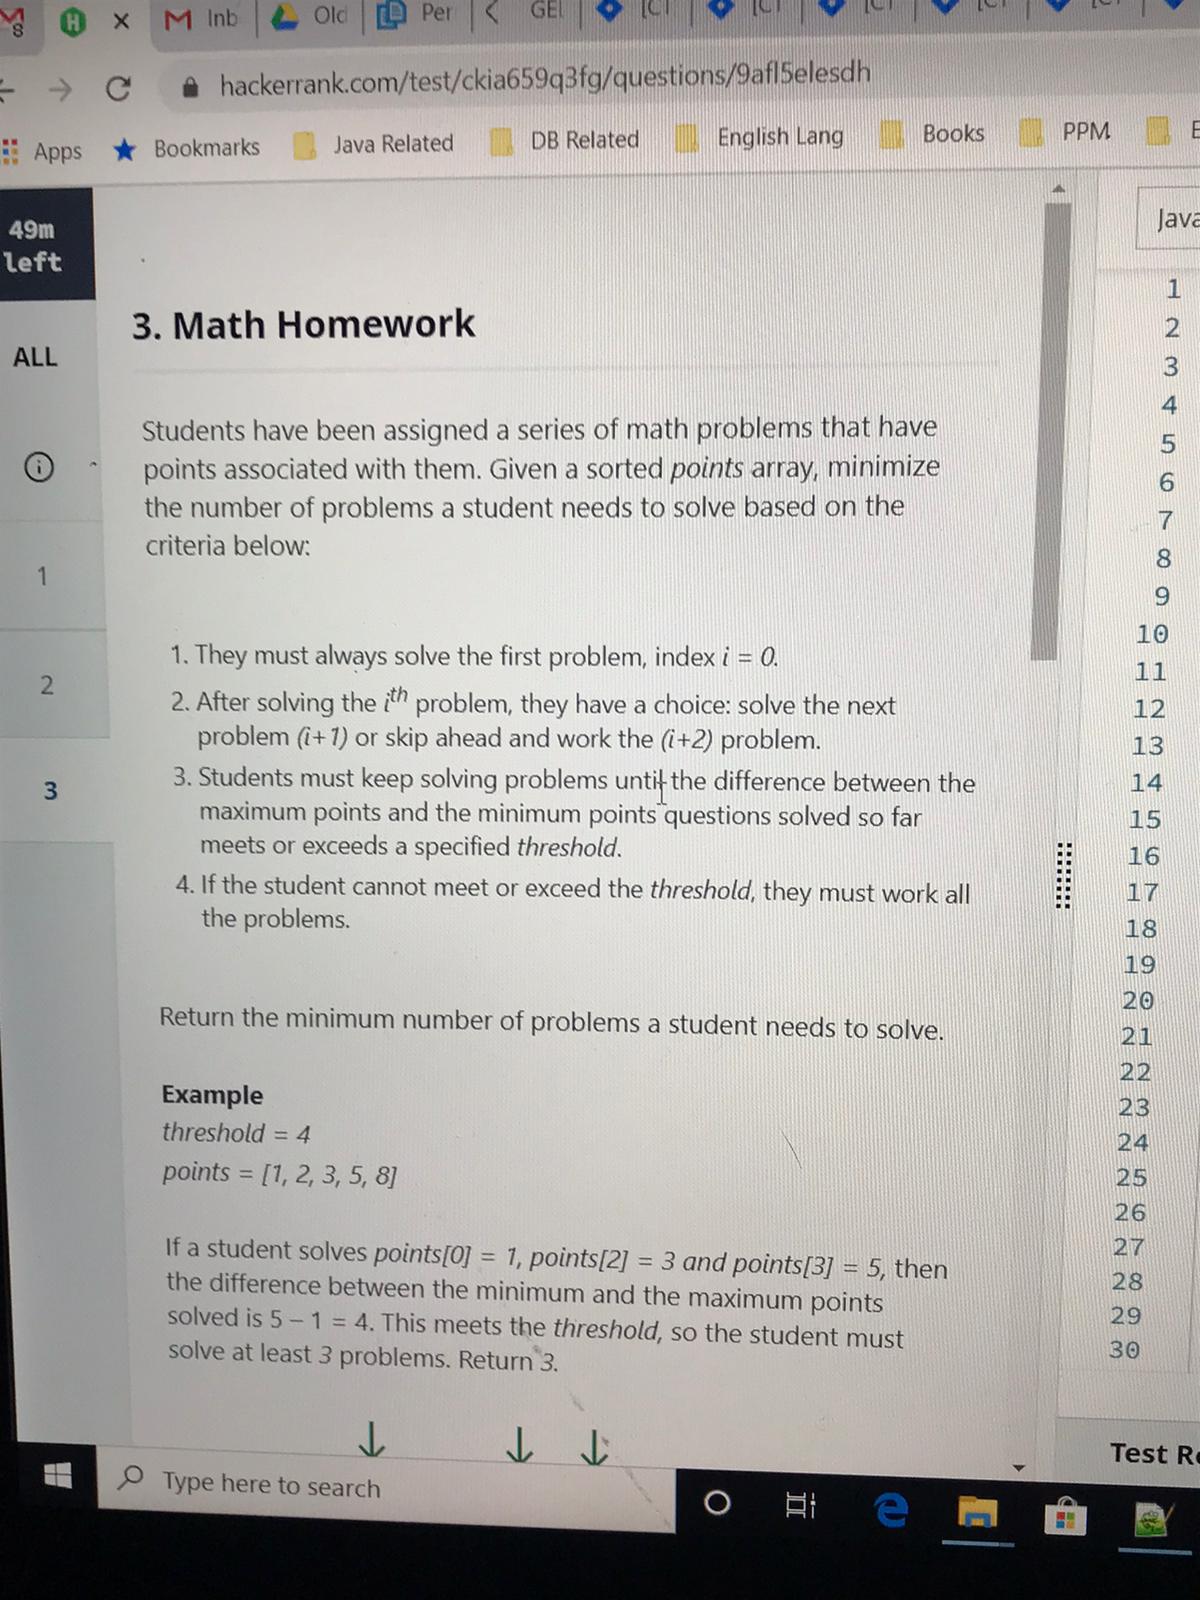 Inb
Old
Per
GEI
hackerrank.com/test/ckia659q3fg/questions/9afl5elesdh
Apps
Bookmarks
Java Related
DB Related
English Lang
Books
PPM
49m
left
Java
3. Math Homework
ALL
Students have been assigned a series of math problems that have
points associated with them. Given a sorted points array, minimize
the number of problems a student needs to solve based on the
criteria below:
1
2
3
1. They must always solve the first problem, index i = 0.
2. After solving the ith problem, they have a choice: solve the next
problem (i+1) or skip ahead and work the (i+2) problem.
3. Students must keep solving problems until the difference between the
maximum points and the minimum points questions solved so far
meets or exceeds a specified threshold.
4. If the student cannot meet or exceed the threshold, they must work all
the problems.
Return the minimum number of problems a student needs to solve.
Example
threshold = 4
points = [1, 2, 3, 5, 8]
If a student solves points[0] = 1, points[2] = 3 and points[3] = 5, then
the difference between the minimum and the maximum points
solved is 5 – 1 = 4. This meets the threshold, so the student must
solve at least 3 problems. Return 3.
1
2
3
4
5
6
7
8
9
10
11
12
13
14
15
16
17
18
19
20
21
22
23
24
25
26
27
28
29
30
Test Re
Type here to search